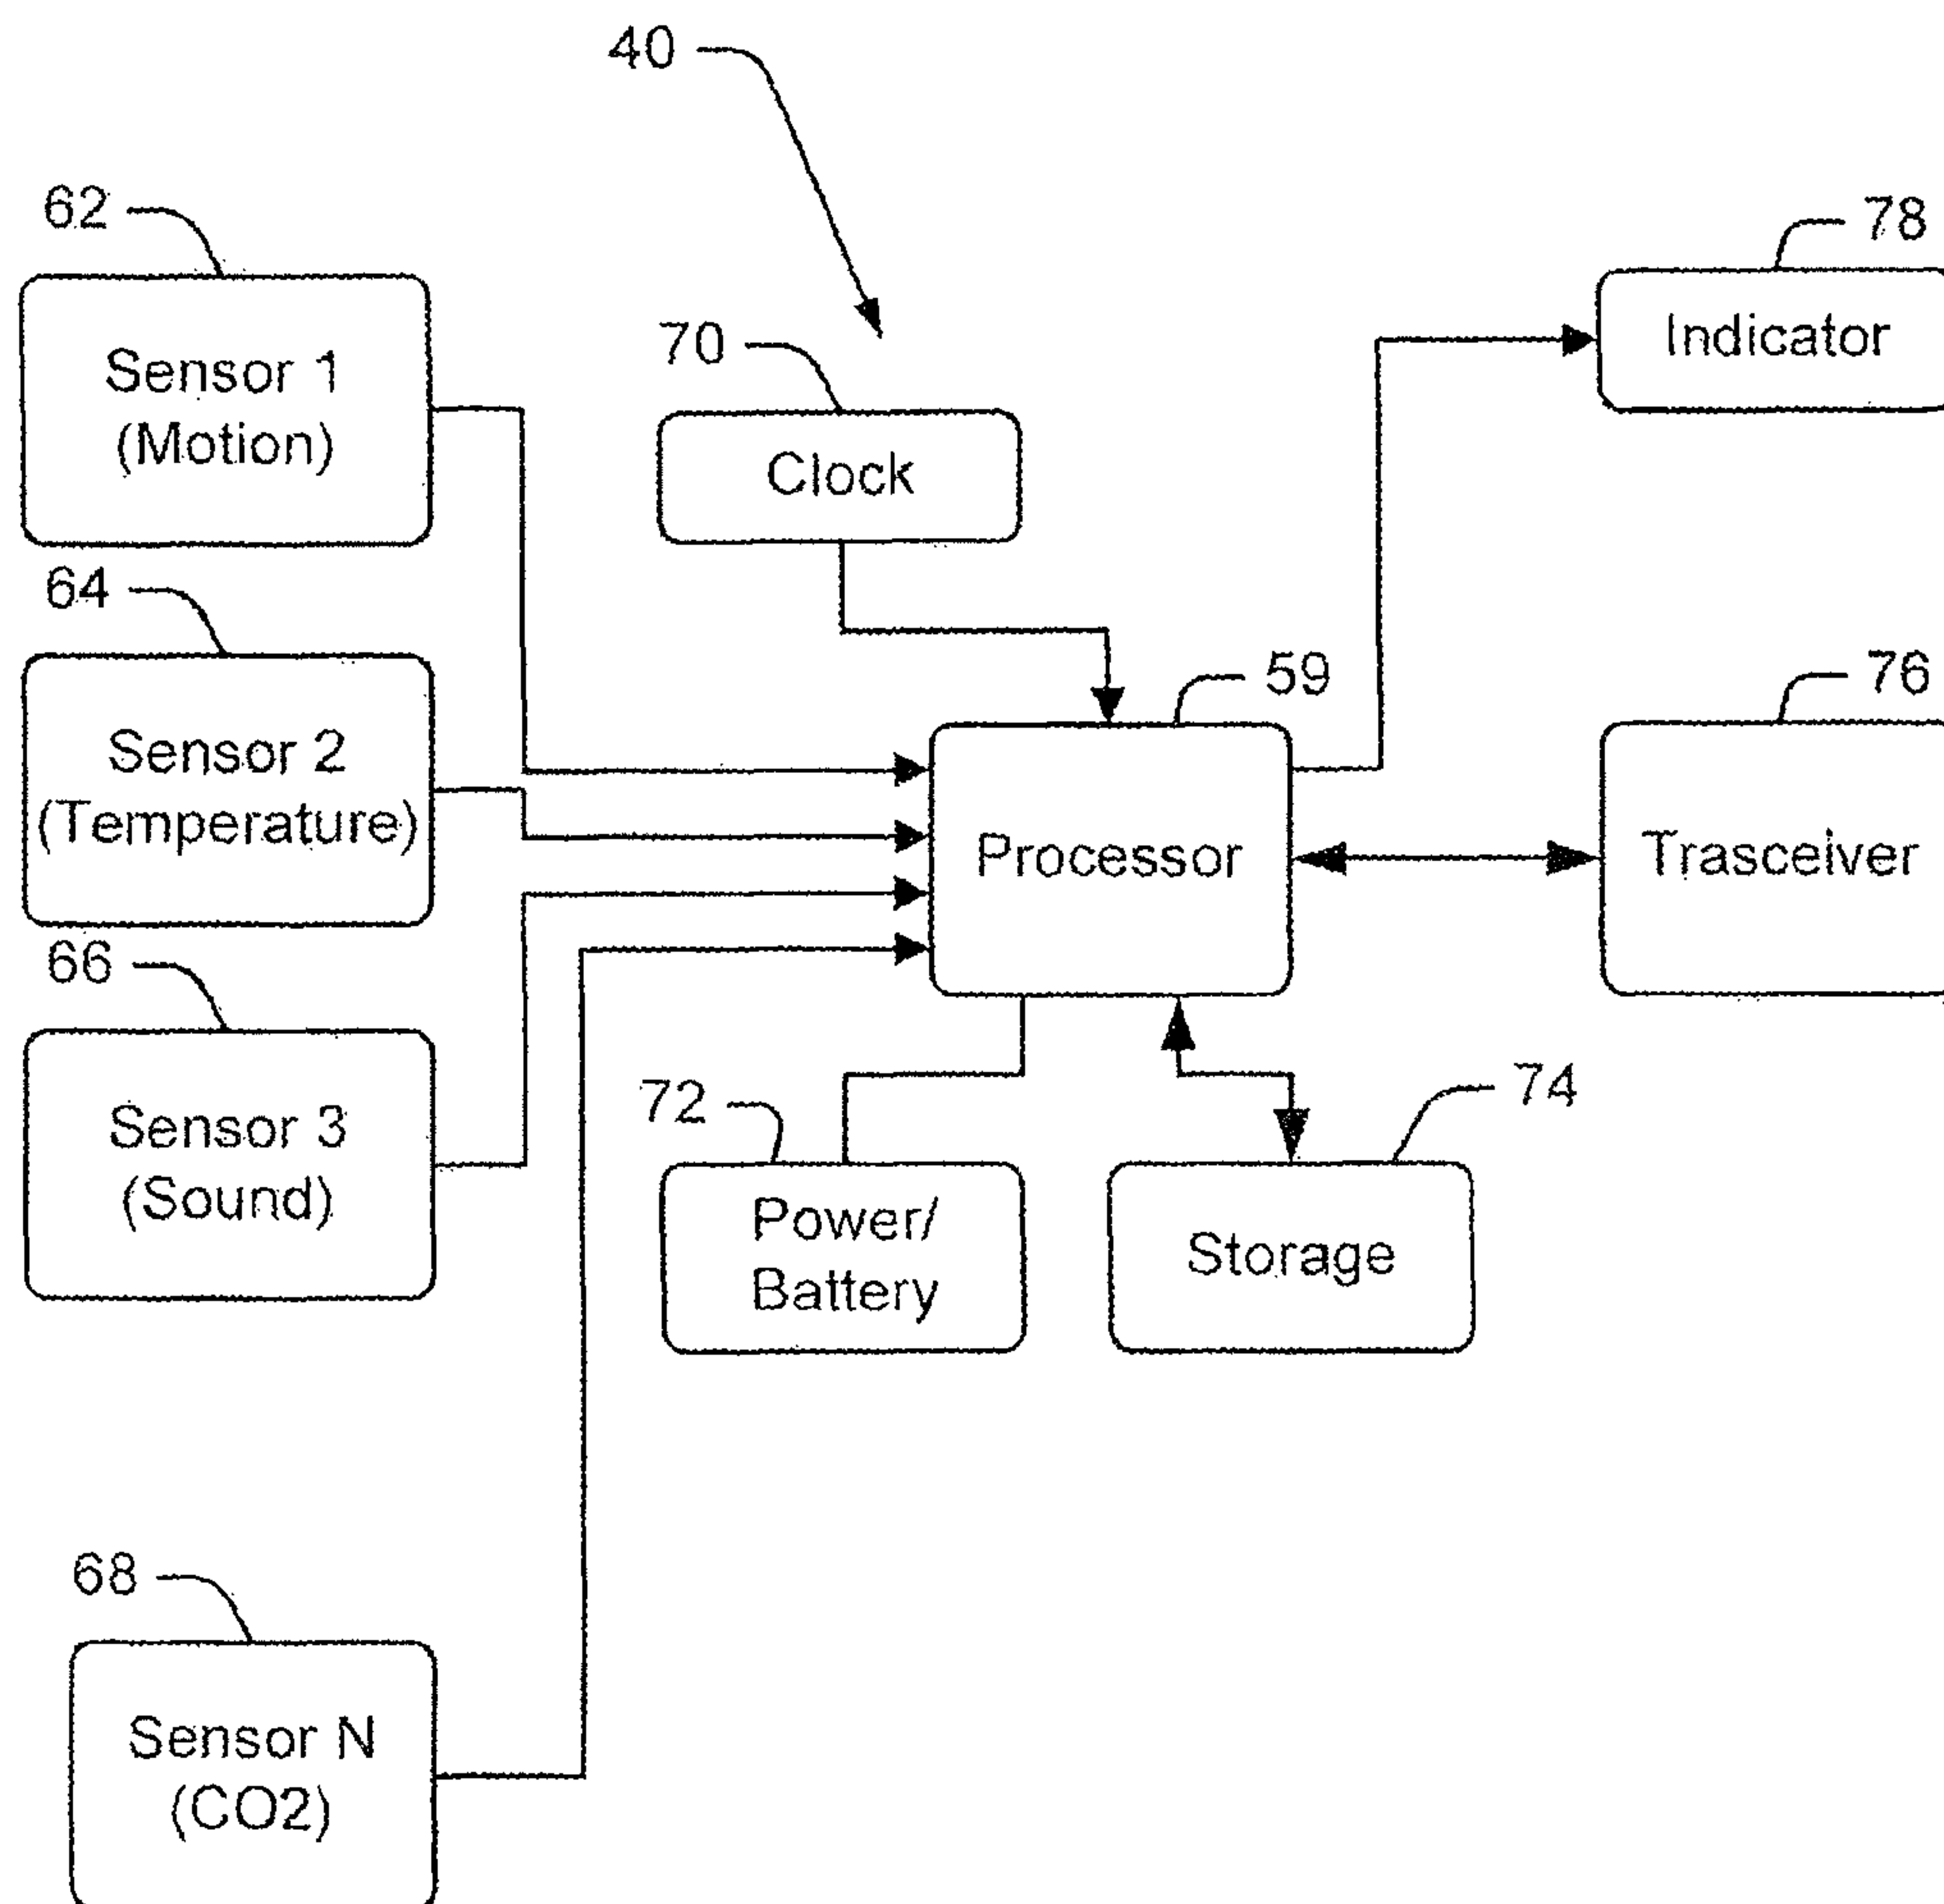 40
62
Sensor 1
(Motion)
70
Clock
78
Indicator
64
Sensor 2
(Temperature)
59
Processor
76
Trasceiver
66
Sensor 3
(Sound)
72
Power/
Battery
74
Storage
68
Sensor N
(CO2)